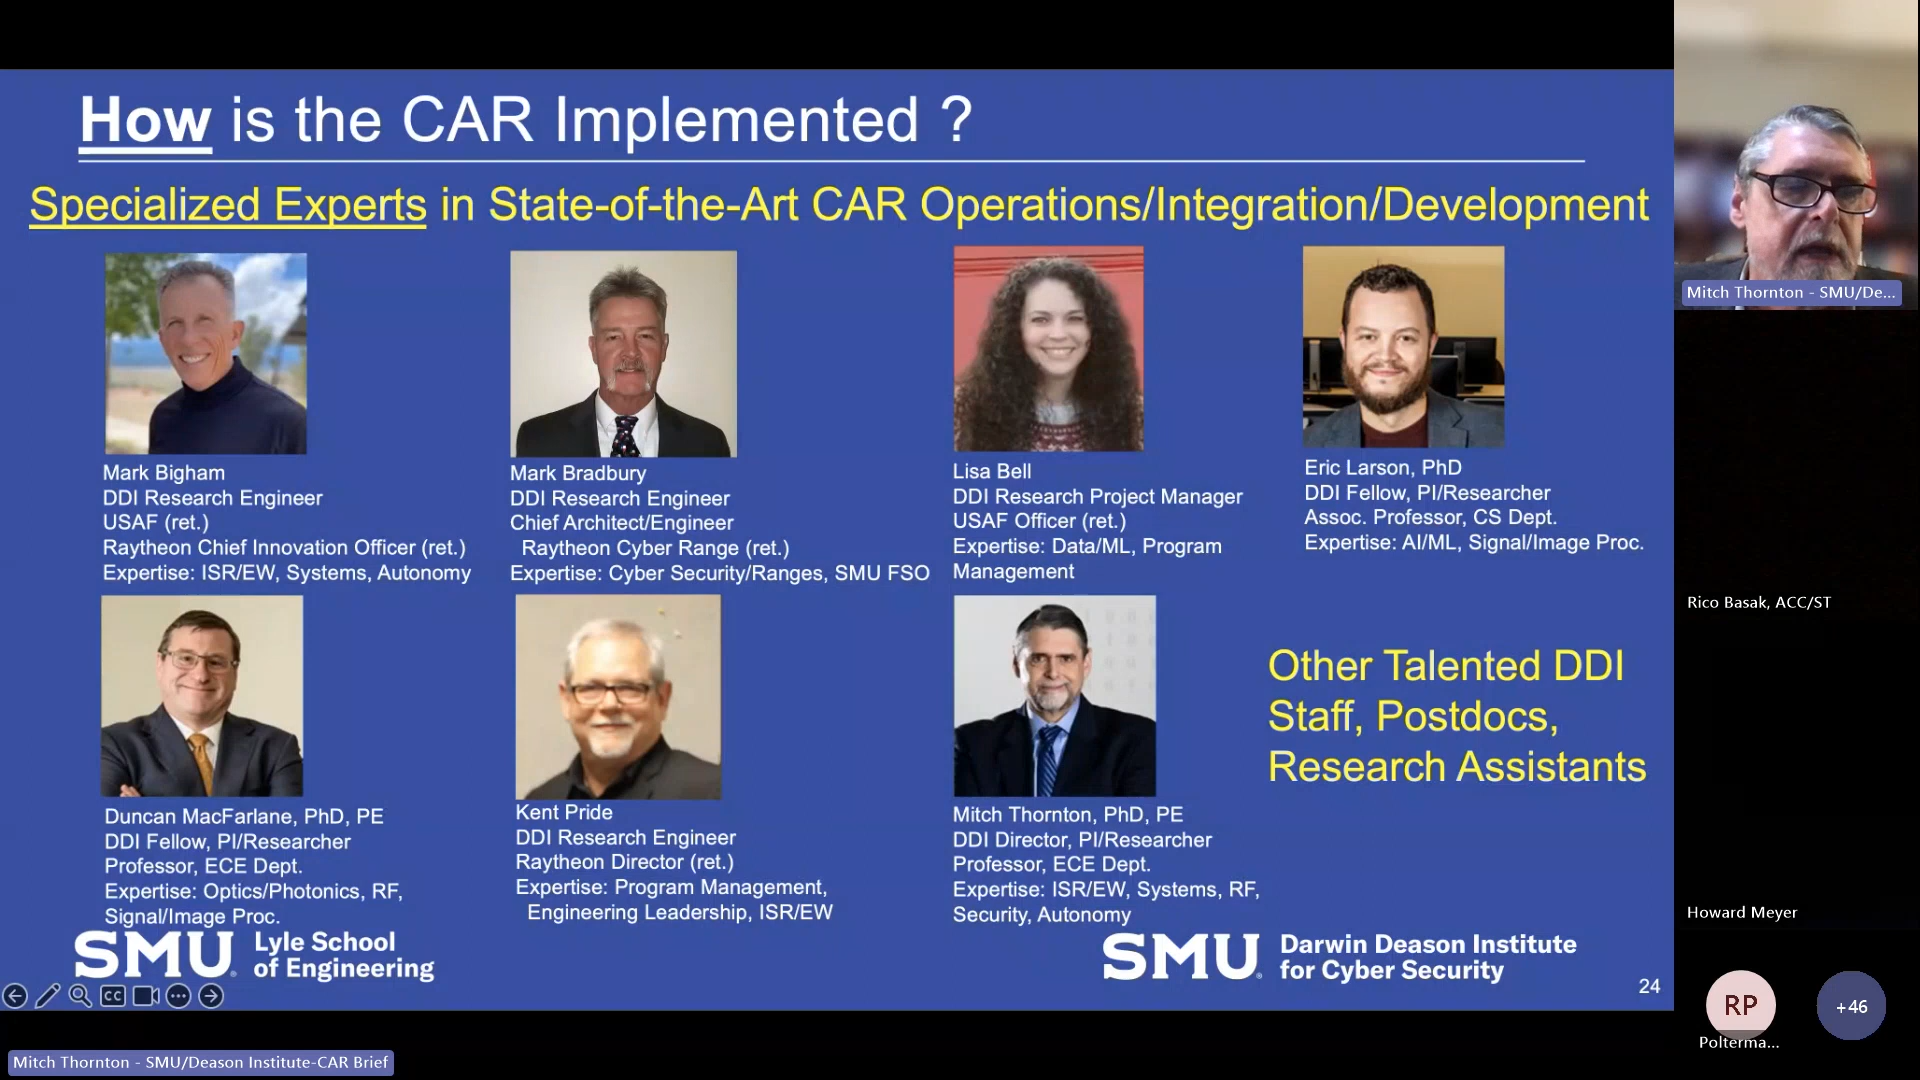 How is the CAR Implemented ?
Specialized Experts in State-of-the-Art CAR Operations/Integration/Development
Mark Bigham
DDI Research Engineer
USAF (ret.)
Raytheon Chief Innovation Officer (ret.)
Expertise: ISR/EW, Systems, Autonomy
Mark Bradbury
DDI Research Engineer
Chief Architect/Engineer
Raytheon Cyber Range (ret.)
Expertise: Cyber Security/Ranges, SMU FSO
Lisa Bell
DDI Research Project Manager
USAF Officer (ret.)
Expertise: Data/ML, Program
Management
Eric Larson, PhD
DDI Fellow, PI/Researcher
Assoc. Professor, CS Dept.
Expertise: AI/ML, Signal/Image Proc.
Duncan MacFarlane, PhD, PE
DDI Fellow, PI/Researcher
Professor, ECE Dept.
Expertise: Optics/Photonics, RF,
Signal/Image Proc.
Kent Pride
DDI Research Engineer
Raytheon Director (ret.)
Expertise: Program Management,
Engineering Leadership, ISR/EW
Mitch Thornton, PhD, PE
DDI Director, PI/Researcher
Professor, ECE Dept.
Expertise: ISR/EW, Systems, RF,
Security, Autonomy
Other Talented DDI
Staff, Postdocs,
Research Assistants
SMU Lyle School
of Engineering
SMU Darwin Deason Institute
for Cyber Security
24
CC
Mitch Thornton - SMU/Deason Institute-CAR Brief
Mitch Thornton - SMU/De...
Rico Basak, ACC/ST
Howard Meyer
RP
+46
Polterma...